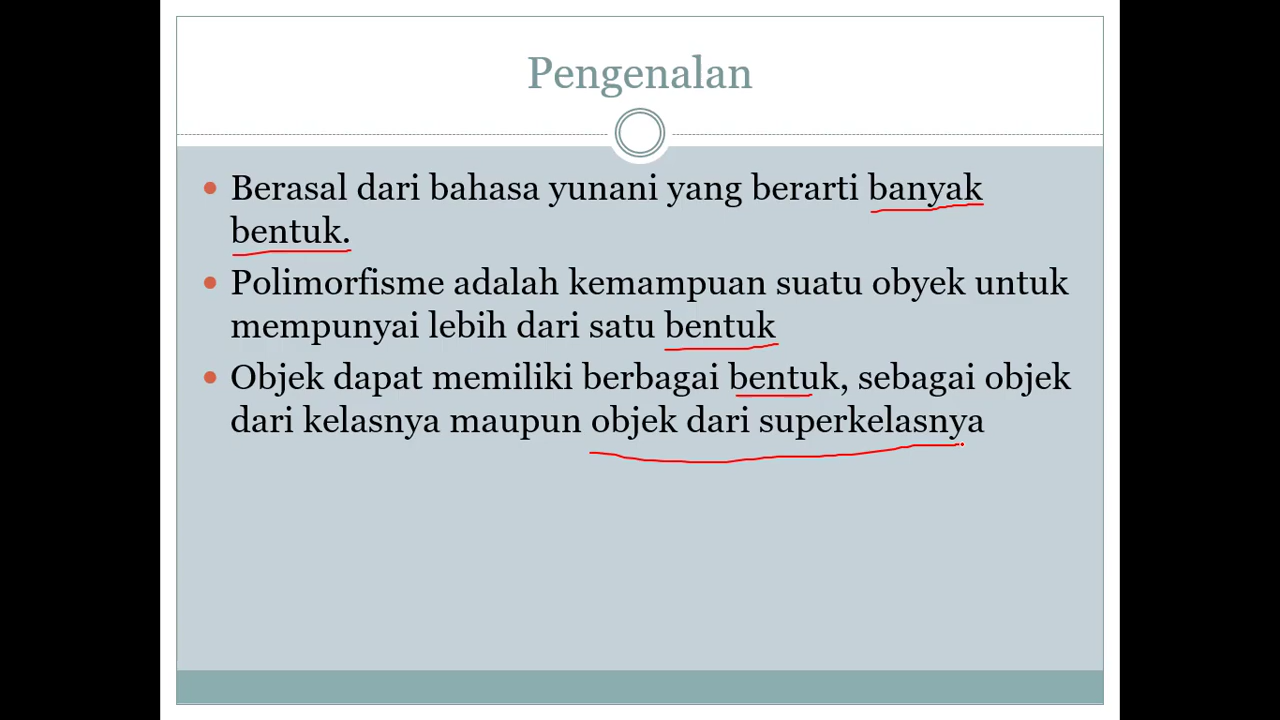 Pengenalan
• Berasal dari bahasa yunani yang berarti banyak
bentuk.
• Polimorfisme adalah kemampuan suatu obyek untuk
mempunyai lebih dari satu bentuk
• Objek dapat memiliki berbagai bentuk, sebagai objek
dari kelasnya maupun objek dari superkelasnya